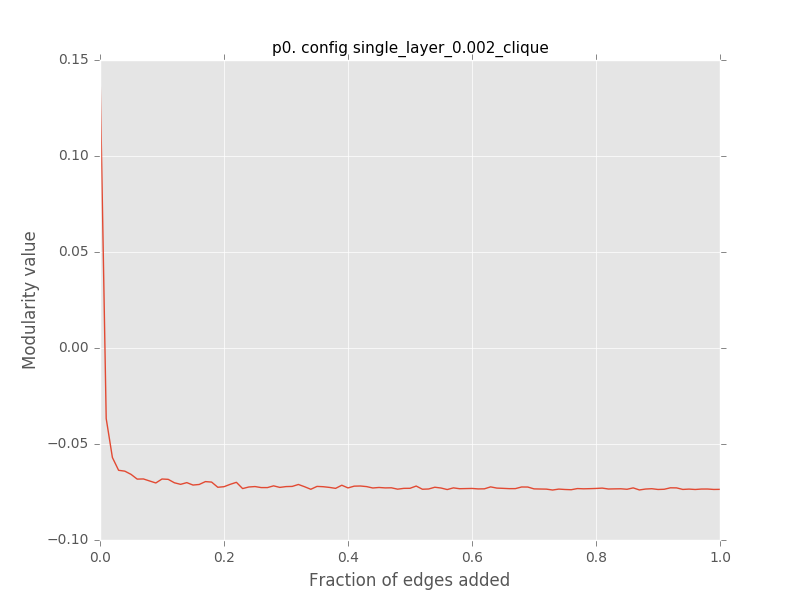 p0. config single_layer_0.002_clique
0.15
0.10
0.05
0.00
−0.05
−0.10
Modularity value
0.0 0.2 0.4 0.6 0.8 1.0
Fraction of edges added